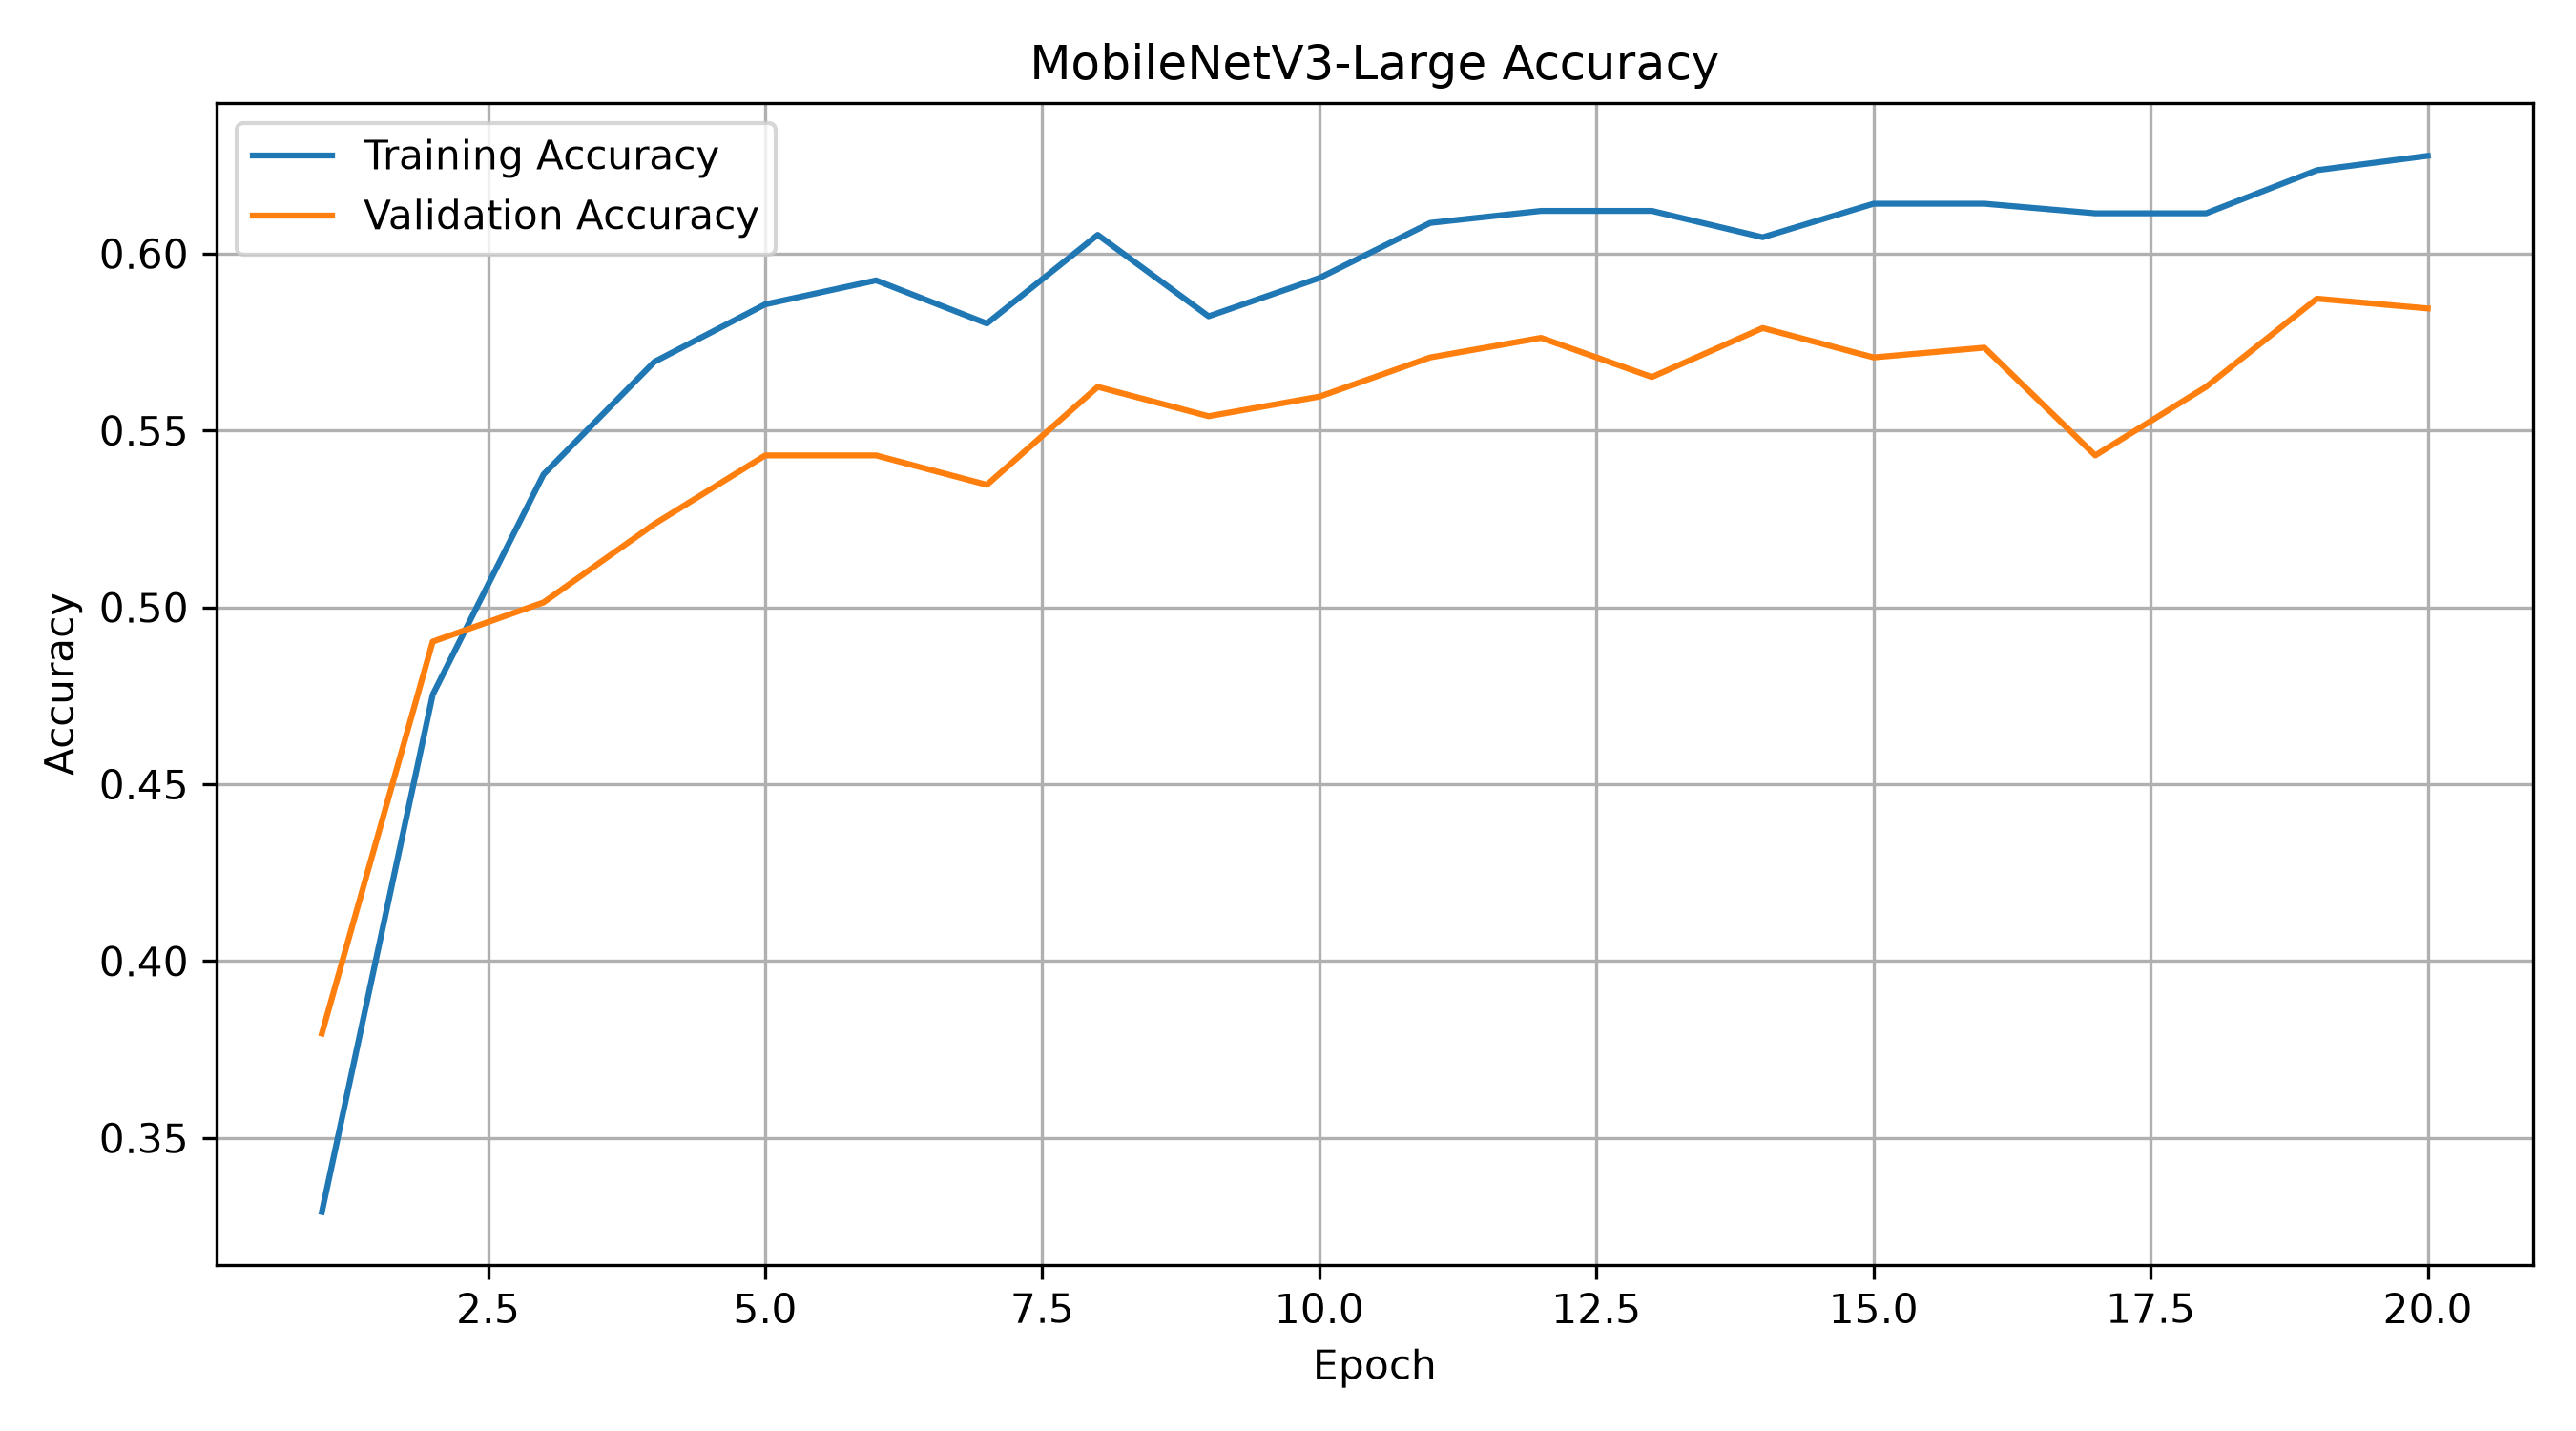 MobileNetV3-Large Accuracy
Training Accuracy
Validation Accuracy
0.60
0.55
0.50
0.45
0.40
0.35
Accuracy
2.5 5.0 7.5 10.0 12.5 15.0 17.5 20.0
Epoch